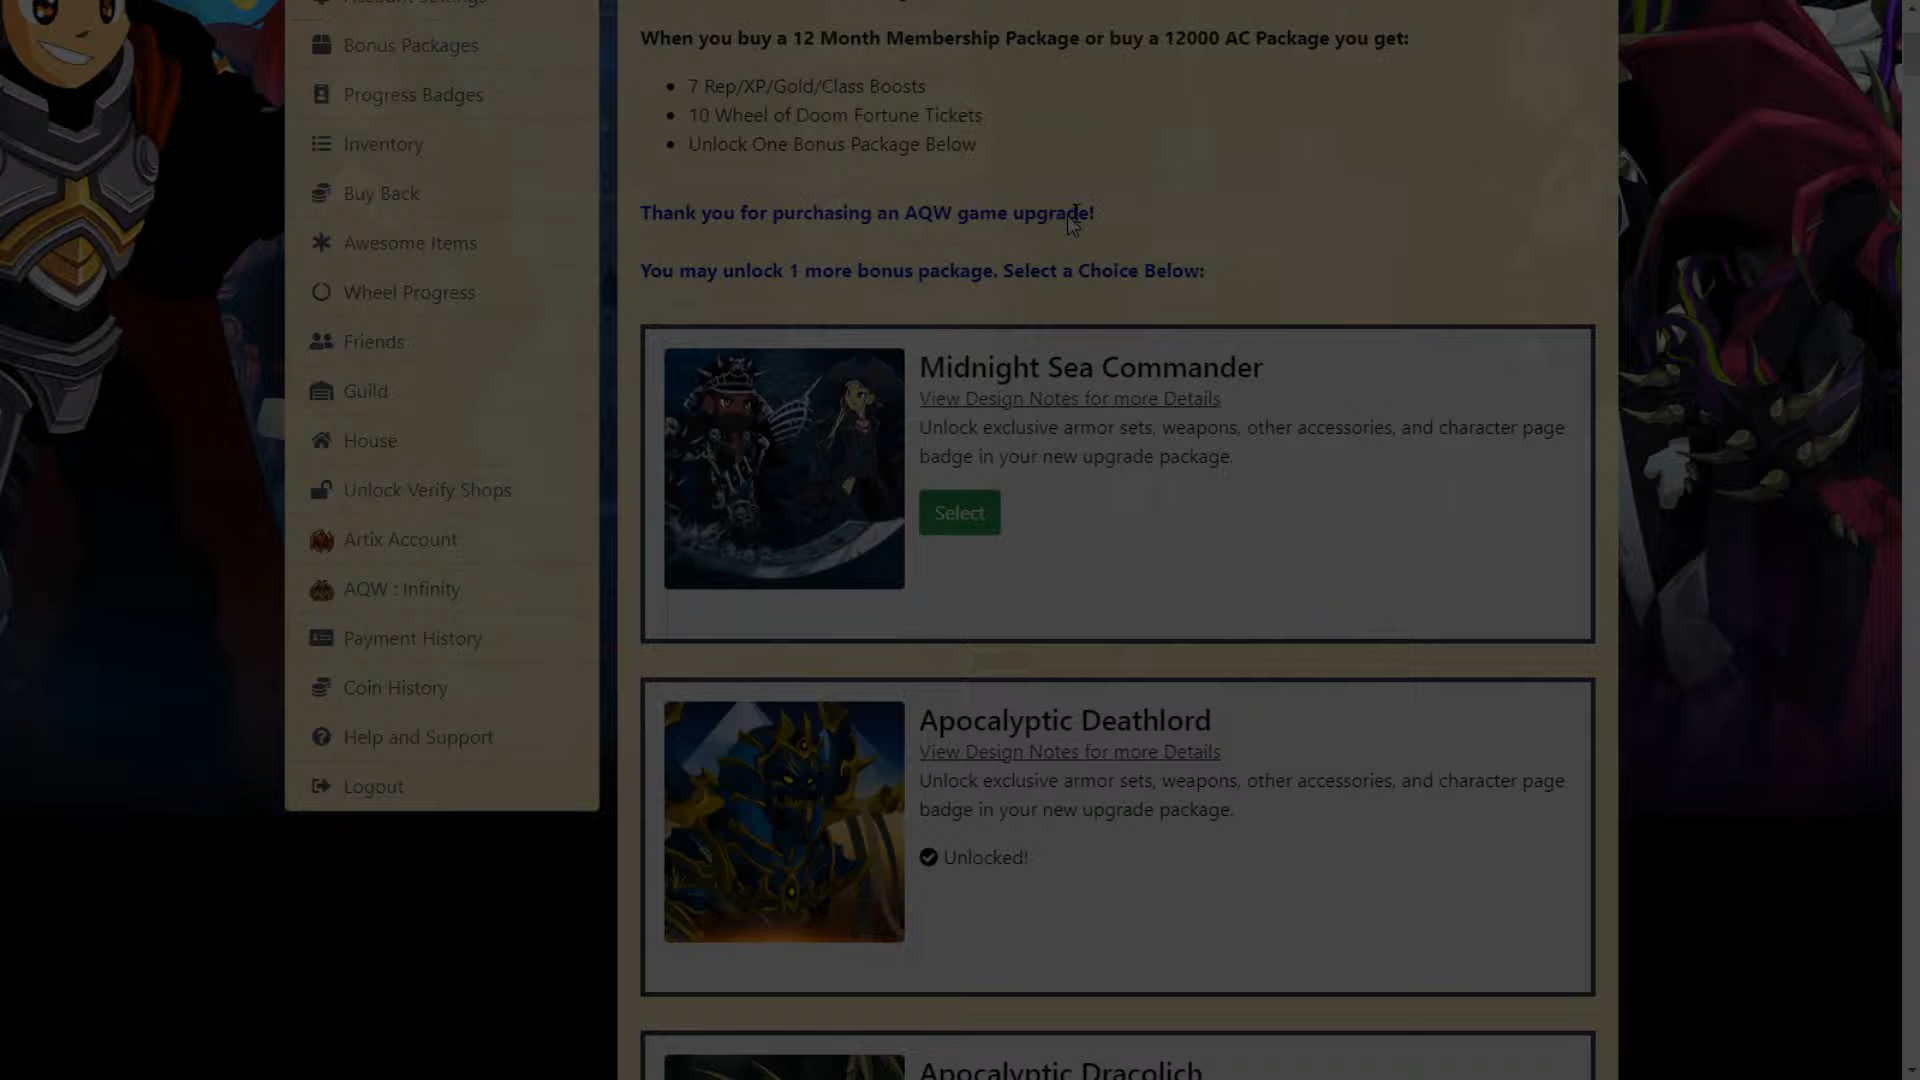 Account Settings
Bonus Packages
Progress Badges
Inventory
Buy Back
Awesome Items
Wheel Progress
Friends
Guild
House
Unlock Verify Shops
Artix Account
AQW : Infinity
Payment History
Coin History
Help and Support
Logout
When you buy a 12 Month Membership Package or buy a 12000 AC Package you get:
7 Rep/XP/Gold/Class Boosts
10 Wheel of Doom Fortune Tickets
Unlock One Bonus Package Below
Thank you for purchasing an AQW game upgrade!
You may unlock 1 more bonus package. Select a Choice Below:
Midnight Sea Commander
View Design Notes for more Details
Unlock exclusive armor sets, weapons, other accessories, and character page
badge in your new upgrade package.
Select
Apocalyptic Deathlord
View Design Notes for more Details
Unlock exclusive armor sets, weapons, other accessories, and character page
badge in your new upgrade package.
Unlocked!
Apocalyptic Dracolich